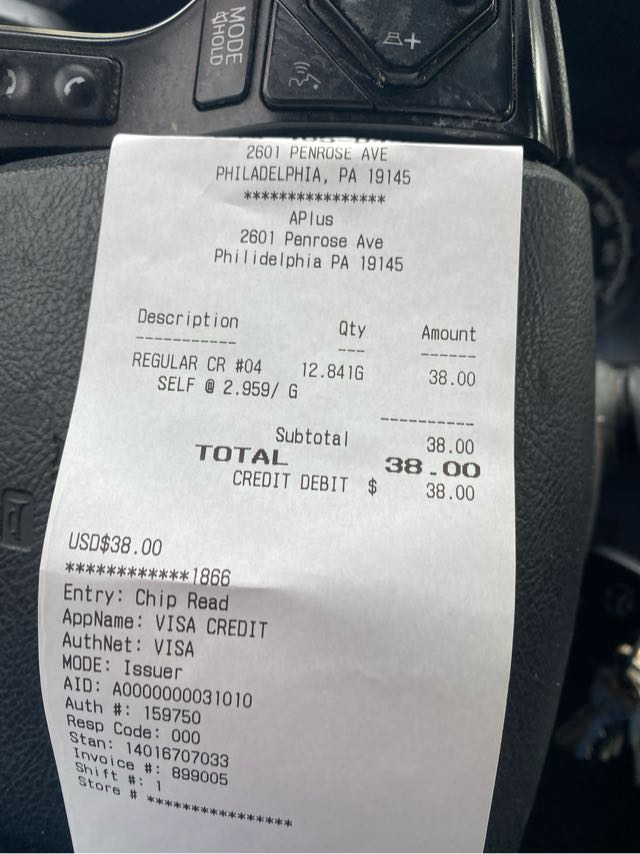 MODE
HOLD
+
2601 PENROSE AVE
PHILADELPHIA, PA 19145
****************
APlus
2601 Penrose Ave
Philidelphia PA 19145
Description Qty Amount
----------- --- ------
REGULAR CR #04 12.841G 38.00
SELF @ 2.959/ G
----------
Subtotal 38.00
TOTAL 38.00
CREDIT DEBIT $ 38.00
USD$38.00
************1866
Entry: Chip Read
AppName: VISA CREDIT
AuthNet: VISA
MODE: Issuer
AID: A0000000031010
Auth #: 159750
Resp Code: 000
Stan: 14016707033
Invoice #: 899005
Shift #: 1
Store # ****************